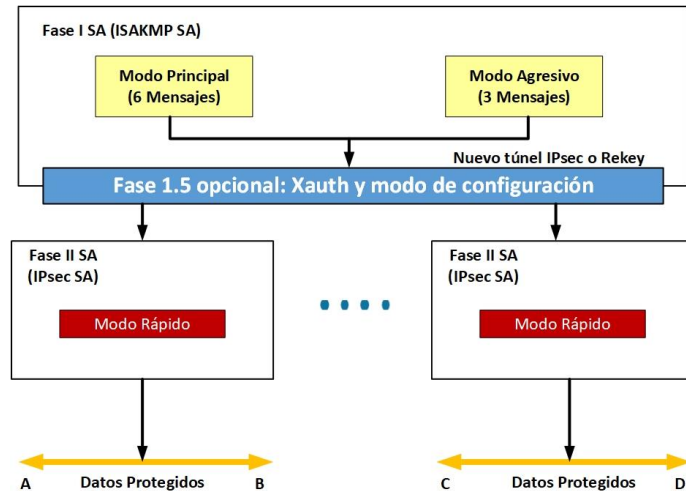 Fase I SA (ISAKMP SA)
Modo Principal
(6 Mensajes)
Modo Agresivo
(3 Mensajes)
Nuevo túnel IPsec o Rekey
Fase 1.5 opcional: Xauth y modo de configuración
Fase II SA
(IPsec SA)
Modo Rápido
Fase II SA
(IPsec SA)
Modo Rápido
A Datos Protegidos B
C Datos Protegidos D